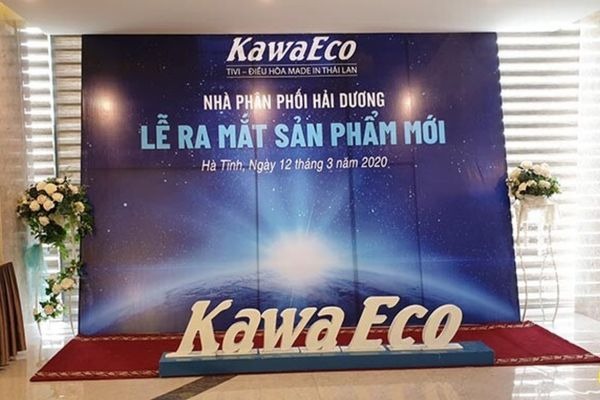 KawaEco
TIVI – ĐIỀU HÒA MADE IN THÁI LAN
NHÀ PHÂN PHỐI HẢI DƯƠNG
LỄ RA MẮT SẢN PHẨM MỚI
Hà Tĩnh, Ngày 12 tháng 3 năm 2020
KawaEco